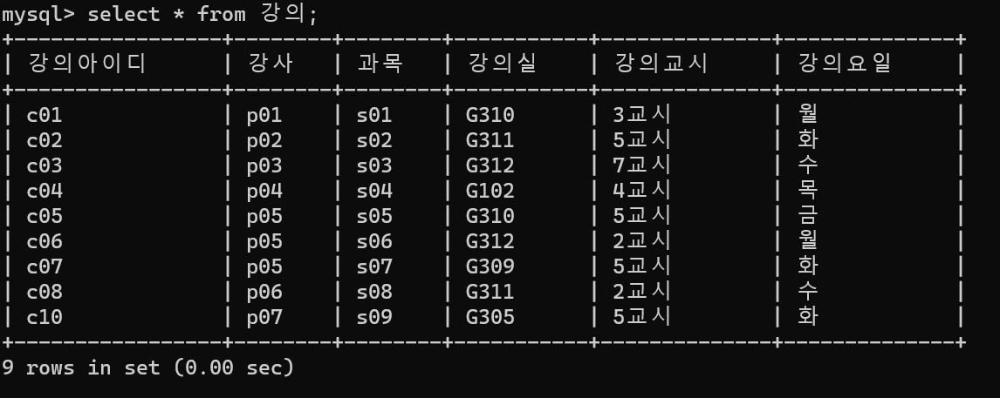 mysql> select * from 강의;
+-----------------+--------+--------+-----------+--------------+--------------+
| 강의아이디 | 강사 | 과목 | 강의실 | 강의교시 | 강의요일 |
+-----------------+--------+--------+-----------+--------------+--------------+
| c01 | p01 | s01 | G310 | 3교시 | 월 |
| c02 | p02 | s02 | G311 | 5교시 | 화 |
| c03 | p03 | s03 | G312 | 7교시 | 수 |
| c04 | p04 | s04 | G102 | 4교시 | 목 |
| c05 | p05 | s05 | G310 | 5교시 | 금 |
| c06 | p05 | s06 | G312 | 2교시 | 월 |
| c07 | p05 | s07 | G309 | 5교시 | 화 |
| c08 | p06 | s08 | G311 | 2교시 | 수 |
| c10 | p07 | s09 | G305 | 5교시 | 화 |
+-----------------+--------+--------+-----------+--------------+--------------+
9 rows in set (0.00 sec)